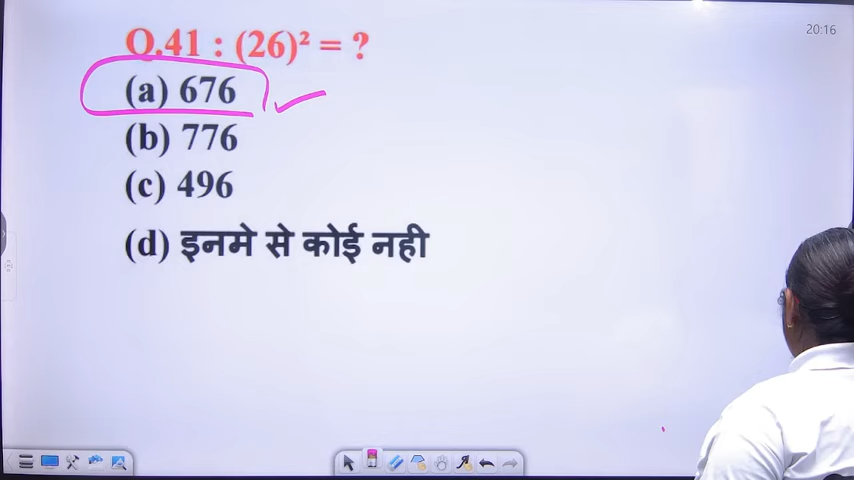 20:16
Q.41 : (26)² = ?
(a) 676
(b) 776
(c) 496
(d) इनमे से कोई नही